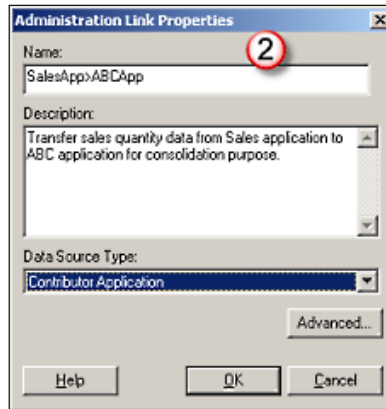 Administration Link Properties
2
Name:
SalesApp>ABCApp
Description:
Transfer sales quantity data from Sales application to
ABC application for consolidation purpose.
Data Source Type:
Contributor Application
Advanced...
Help OK Cancel